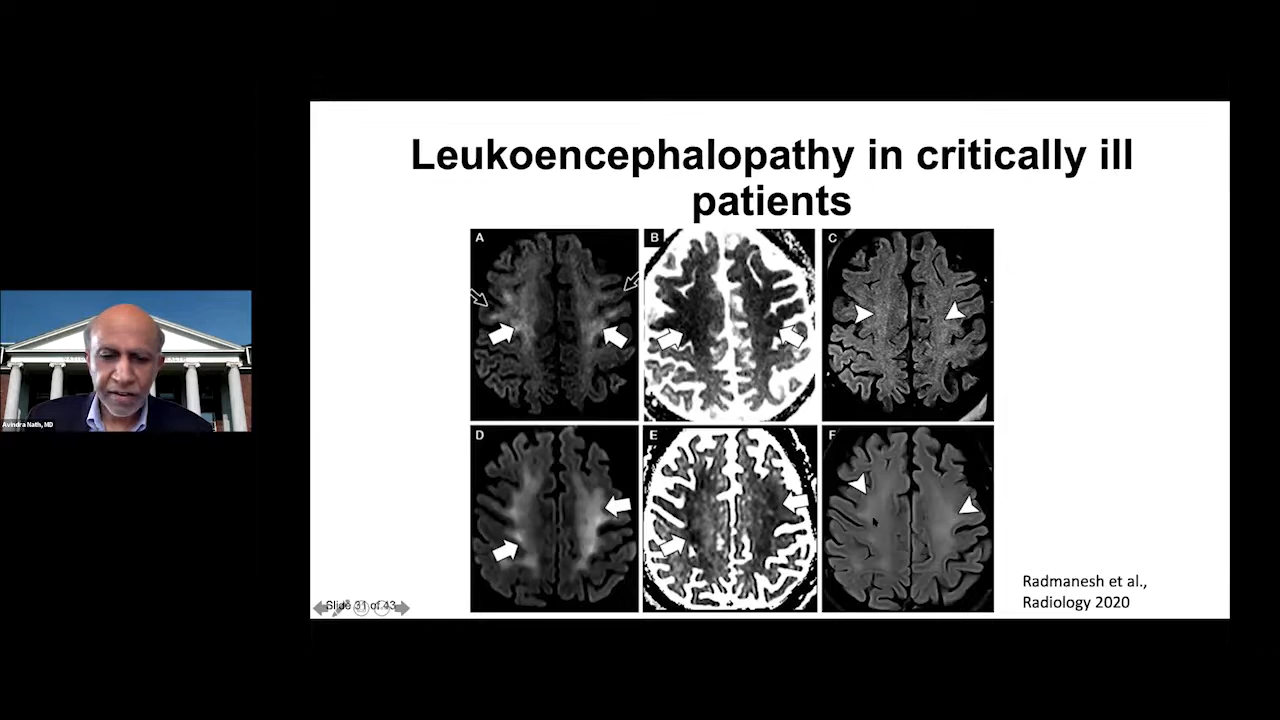 Leukoencephalopathy in critically ill
patients
A
B
C
D
E
F
Radmanesh et al.,
Radiology 2020
Slide 31 of 43
Avindra Nath, MD